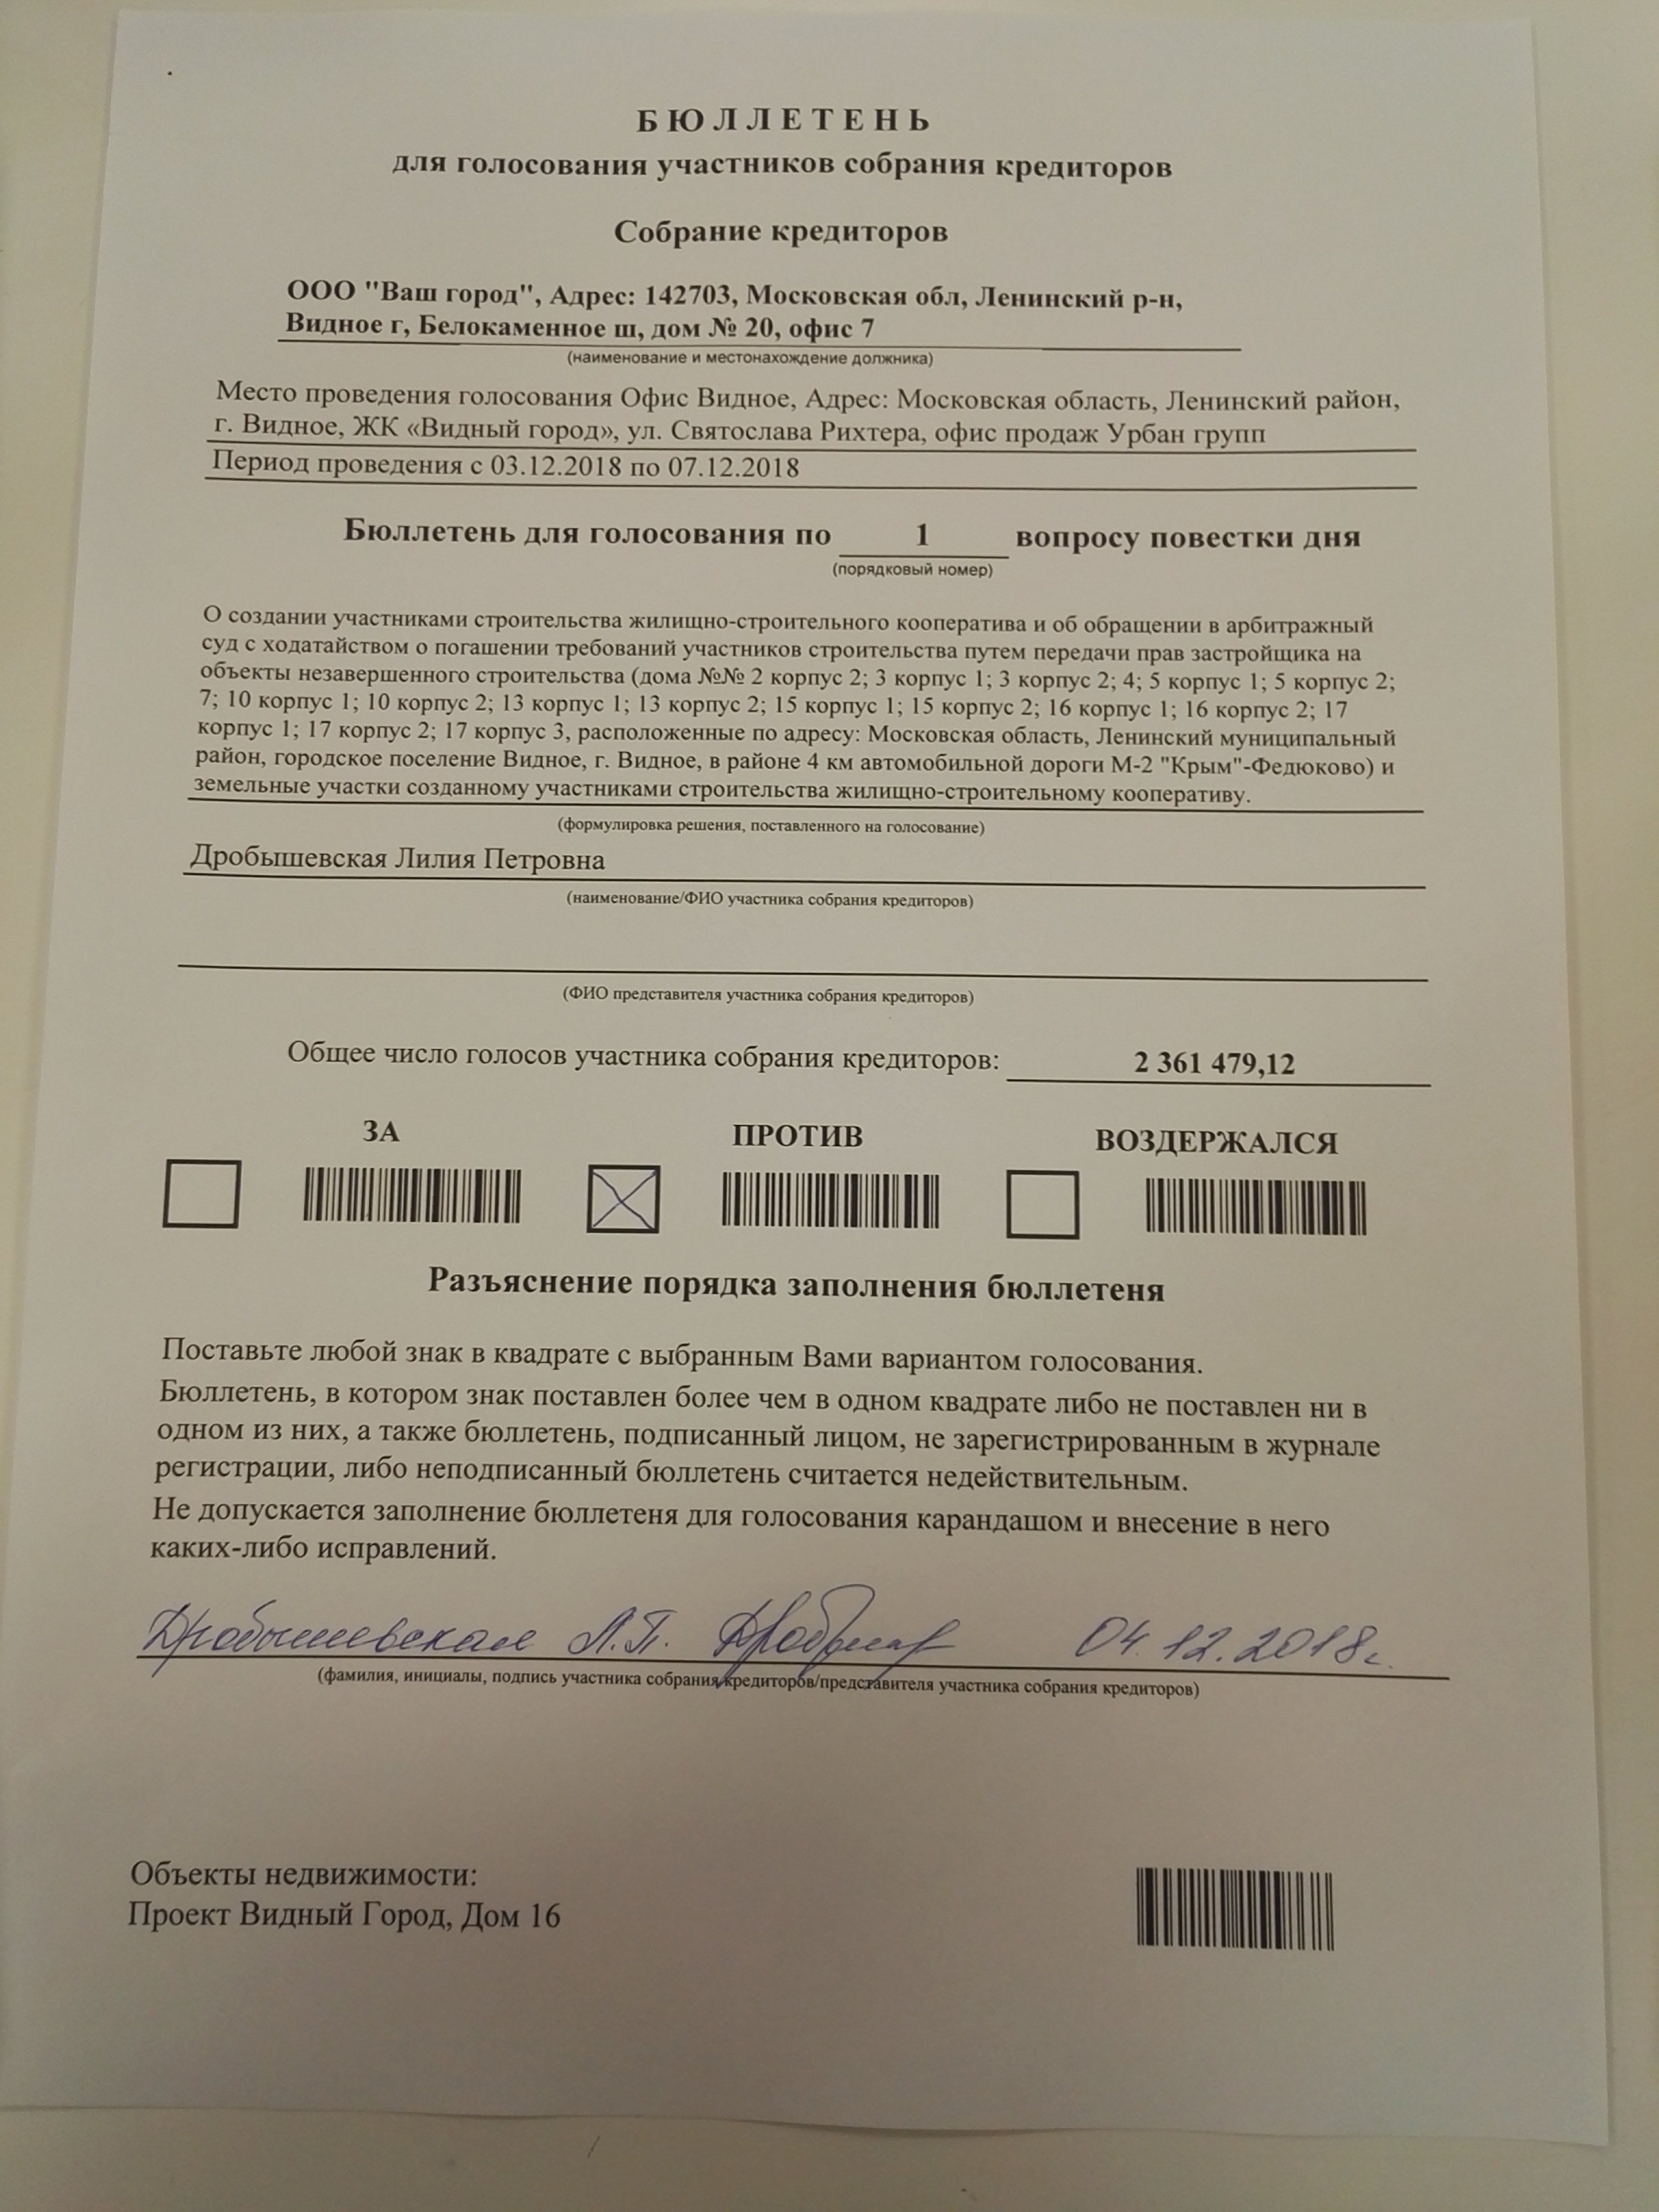 БЮЛЛЕТЕНЬ
для голосования участников собрания кредиторов
Собрание кредиторов
ООО "Ваш город", Адрес: 142703, Московская обл, Ленинский р-н,
Видное г, Белокаменное ш, дом № 20, офис 7
(наименование и местонахождение должника)
Место проведения голосования Офис Видное, Адрес: Московская область, Ленинский район,
г. Видное, ЖК «Видный город», ул. Святослава Рихтера, офис продаж Урбан групп
Период проведения с 03.12.2018 по 07.12.2018
Бюллетень для голосования по 1 вопросу повестки дня
(порядковый номер)
О создании участниками строительства жилищно-строительного кооператива и об обращении в арбитражный
суд с ходатайством о погашении требований участников строительства путем передачи прав застройщика на
объекты незавершенного строительства (дома №№ 2 корпус 2; 3 корпус 1; 3 корпус 2; 4; 5 корпус 1; 5 корпус 2;
7; 10 корпус 1; 10 корпус 2; 13 корпус 1; 13 корпус 2; 15 корпус 1; 15 корпус 2; 16 корпус 1; 16 корпус 2; 17
корпус 1; 17 корпус 2; 17 корпус 3, расположенные по адресу: Московская область, Ленинский муниципальный
район, городское поселение Видное, г. Видное, в районе 4 км автомобильной дороги М-2 "Крым"-Федюково) и
земельные участки созданному участниками строительства жилищно-строительному кооперативу.
(формулировка решения, поставленного на голосование)
Дробышевская Лилия Петровна
(наименование/ФИО участника собрания кредиторов)
(ФИО представителя участника собрания кредиторов)
Общее число голосов участника собрания кредиторов: 2 361 479,12
ЗА ПРОТИВ ВОЗДЕРЖАЛСЯ
Разъяснение порядка заполнения бюллетеня
Поставьте любой знак в квадрате с выбранным Вами вариантом голосования.
Бюллетень, в котором знак поставлен более чем в одном квадрате либо не поставлен ни в
одном из них, а также бюллетень, подписанный лицом, не зарегистрированным в журнале
регистрации, либо неподписанный бюллетень считается недействительным.
Не допускается заполнение бюллетеня для голосования карандашом и внесение в него
каких-либо исправлений.
Дробышевская Л.П. 04.12.2018г.
(фамилия, инициалы, подпись участника собрания кредиторов/представителя участника собрания кредиторов)
Объекты недвижимости:
Проект Видный Город, Дом 16